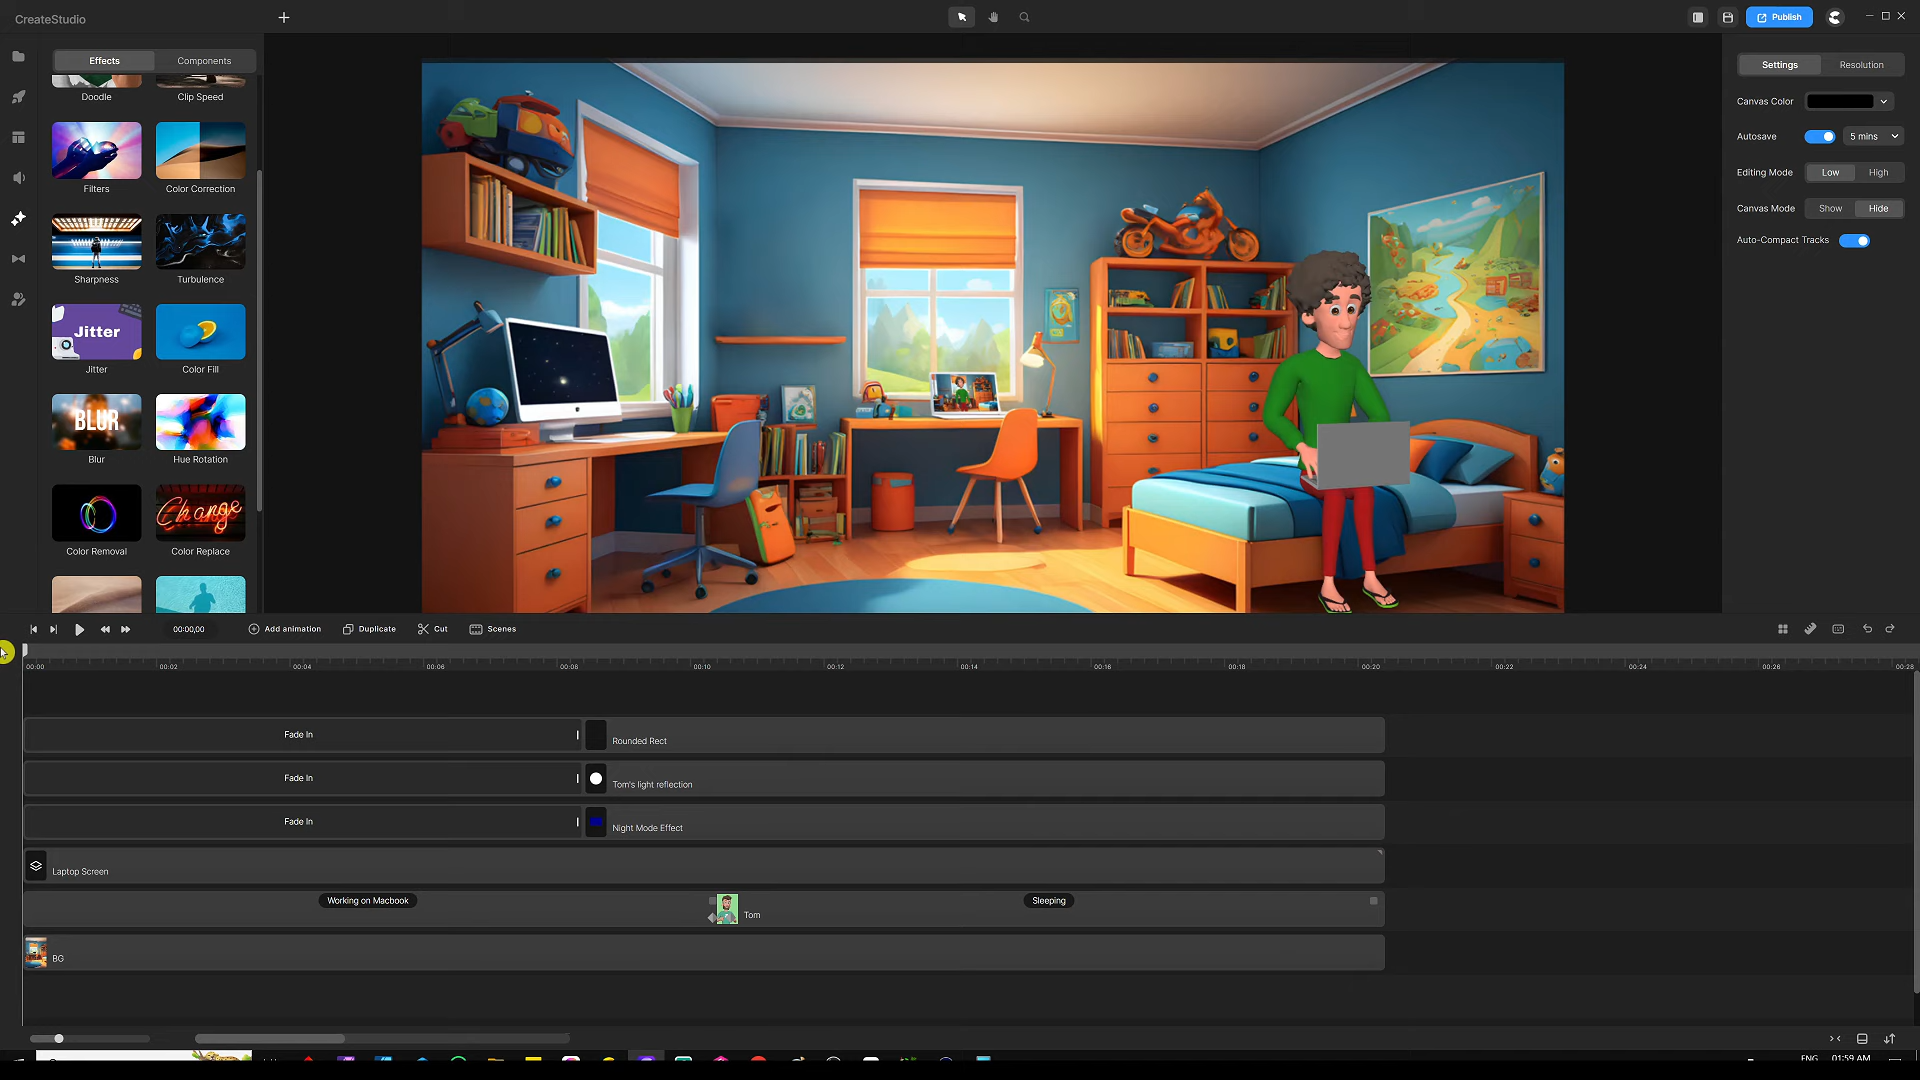 CreateStudio
Publish
Effects
Components
Doodle
Clip Speed
Filters
Color Correction
Sharpness
Turbulence
Jitter
Jitter
Color Fill
BLUR
Blur
Hue Rotation
Change
Color Removal
Color Replace
Settings
Resolution
Canvas Color
Autosave
5 mins
Editing Mode
Low
High
Canvas Mode
Show
Hide
Auto-Compact Tracks
00:00,00
Add animation
Duplicate
Cut
Scenes
00:00
00:02
00:04
00:06
00:08
00:10
00:12
00:14
00:16
00:18
00:20
00:22
00:24
00:26
00:28
Fade In
Rounded Rect
Fade In
Tom's light reflection
Fade In
Night Mode Effect
Laptop Screen
Working on Macbook
Tom
Sleeping
BG
ENG
01:59 AM